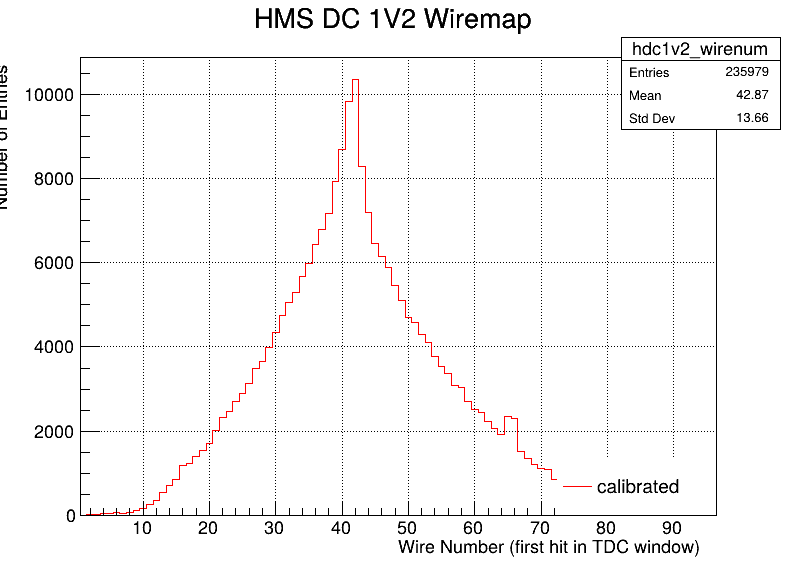 HMS DC 1V2 Wiremap
hdc1v2_wirenum
Entries 235979
Mean 42.87
Std Dev 13.66
Number of Entries
10000
8000
6000
4000
2000
0
10 20 30 40 50 60 70 80 90
calibrated
Wire Number (first hit in TDC window)